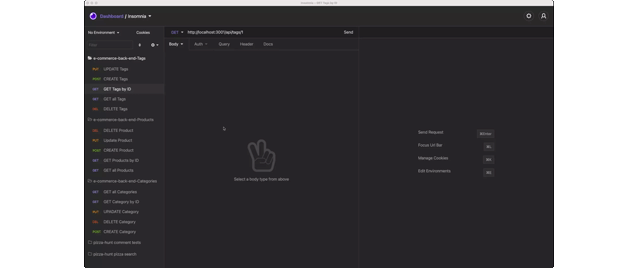 Insomnia - GET Tags by ID
Dashboard / Insomnia
No Environment
Cookies
GET
http://localhost:3001/api/tags/1
Send
Filter
Body
Auth
Query
Header
Docs
e-commerce-back-end-Tags
PUT UPDATE Tags
POST CREATE Tags
GET GET Tags by ID
GET GET all Tags
DEL DELETE Tags
e-commerce-back-end-Products
DEL DELETE Product
PUT Update Product
POST CREATE Product
GET GET Products by ID
GET GET all Products
e-commerce-back-end-Categories
GET GET all Categories
GET GET Category by ID
PUT UPADATE Category
DEL DELETE Category
POST CREATE Category
pizza-hunt comment tests
pizza-hunt pizza search
Select a body type from above
Send Request
Focus Url Bar
Manage Cookies
Edit Environments